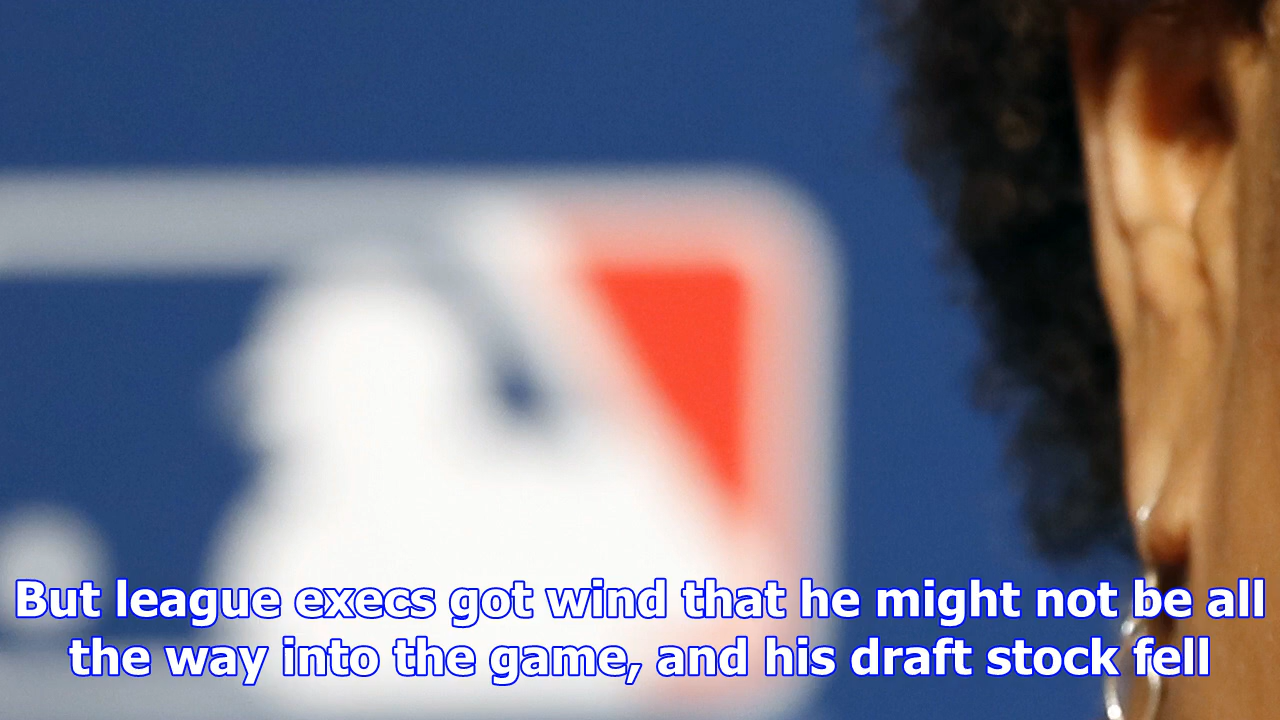 But league execs got wind that he might not be all
the way into the game, and his draft stock fell